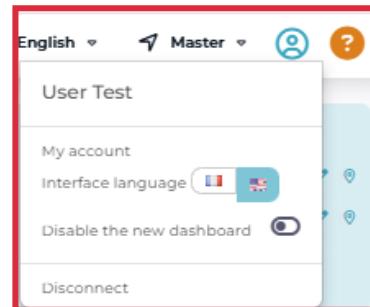 English Master ?
User Test
My account
Interface language
Disable the new dashboard
Disconnect